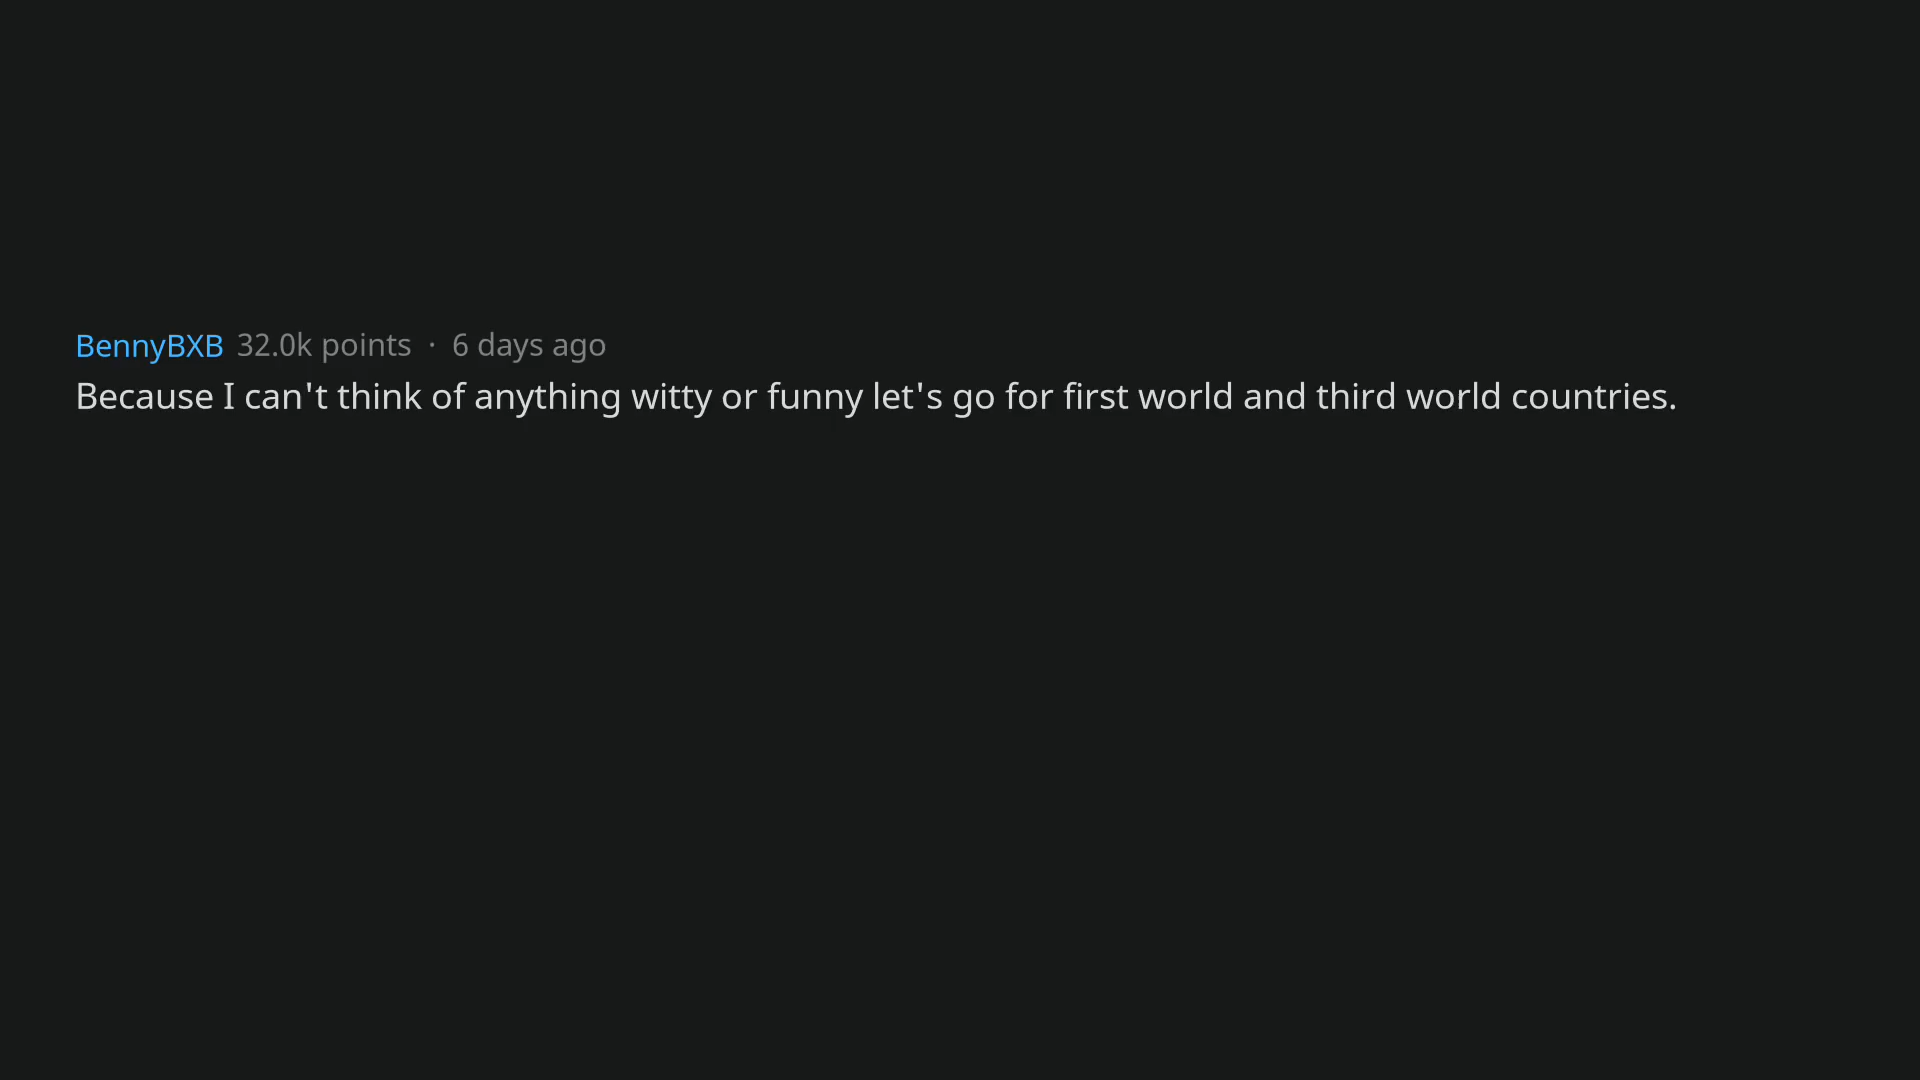 BennyBXB 32.0k points · 6 days ago
Because I can't think of anything witty or funny let's go for first world and third world countries.